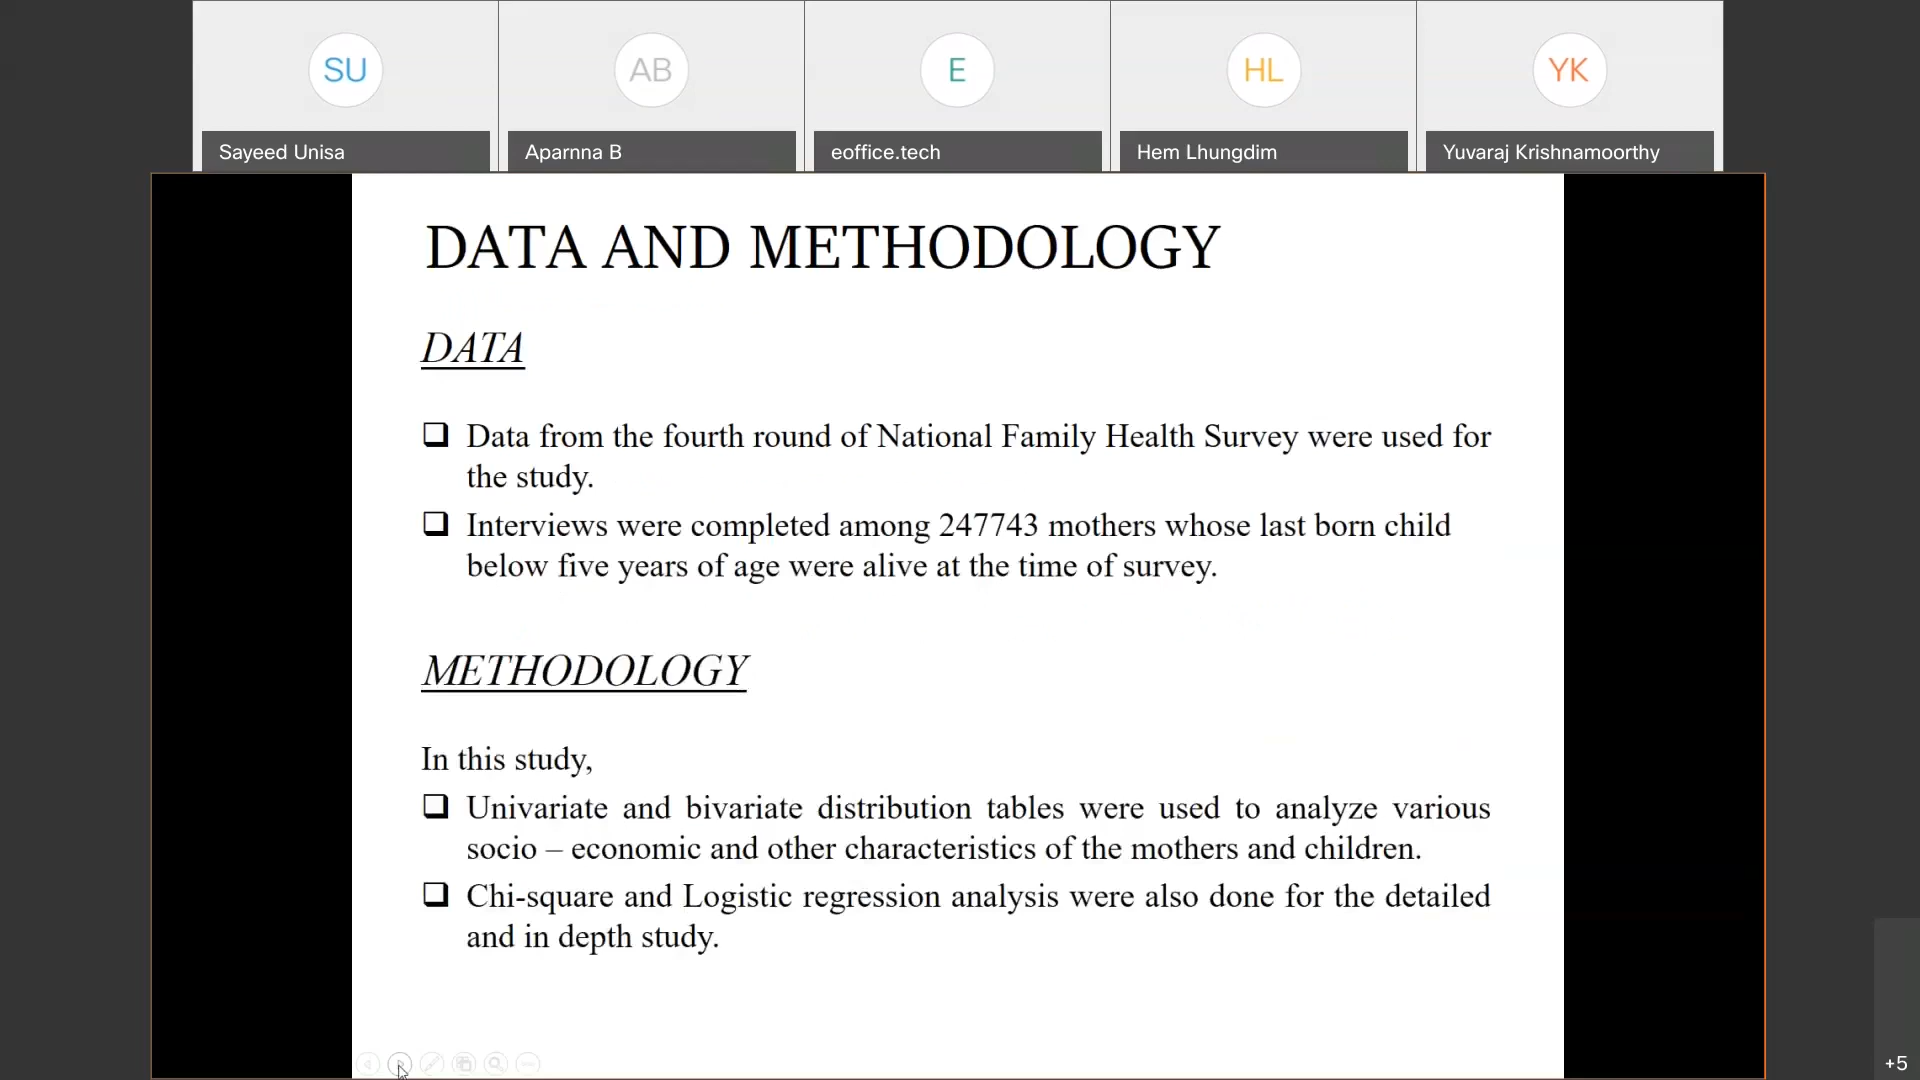 SU
AB
E
HL
YK
Sayeed Unisa
Aparnna B
eoffice.tech
Hem Lhungdim
Yuvaraj Krishnamoorthy
DATA AND METHODOLOGY
DATA
Data from the fourth round of National Family Health Survey were used for
the study.
Interviews were completed among 247743 mothers whose last born child
below five years of age were alive at the time of survey.
METHODOLOGY
In this study,
Univariate and bivariate distribution tables were used to analyze various
socio – economic and other characteristics of the mothers and children.
Chi-square and Logistic regression analysis were also done for the detailed
and in depth study.
+5